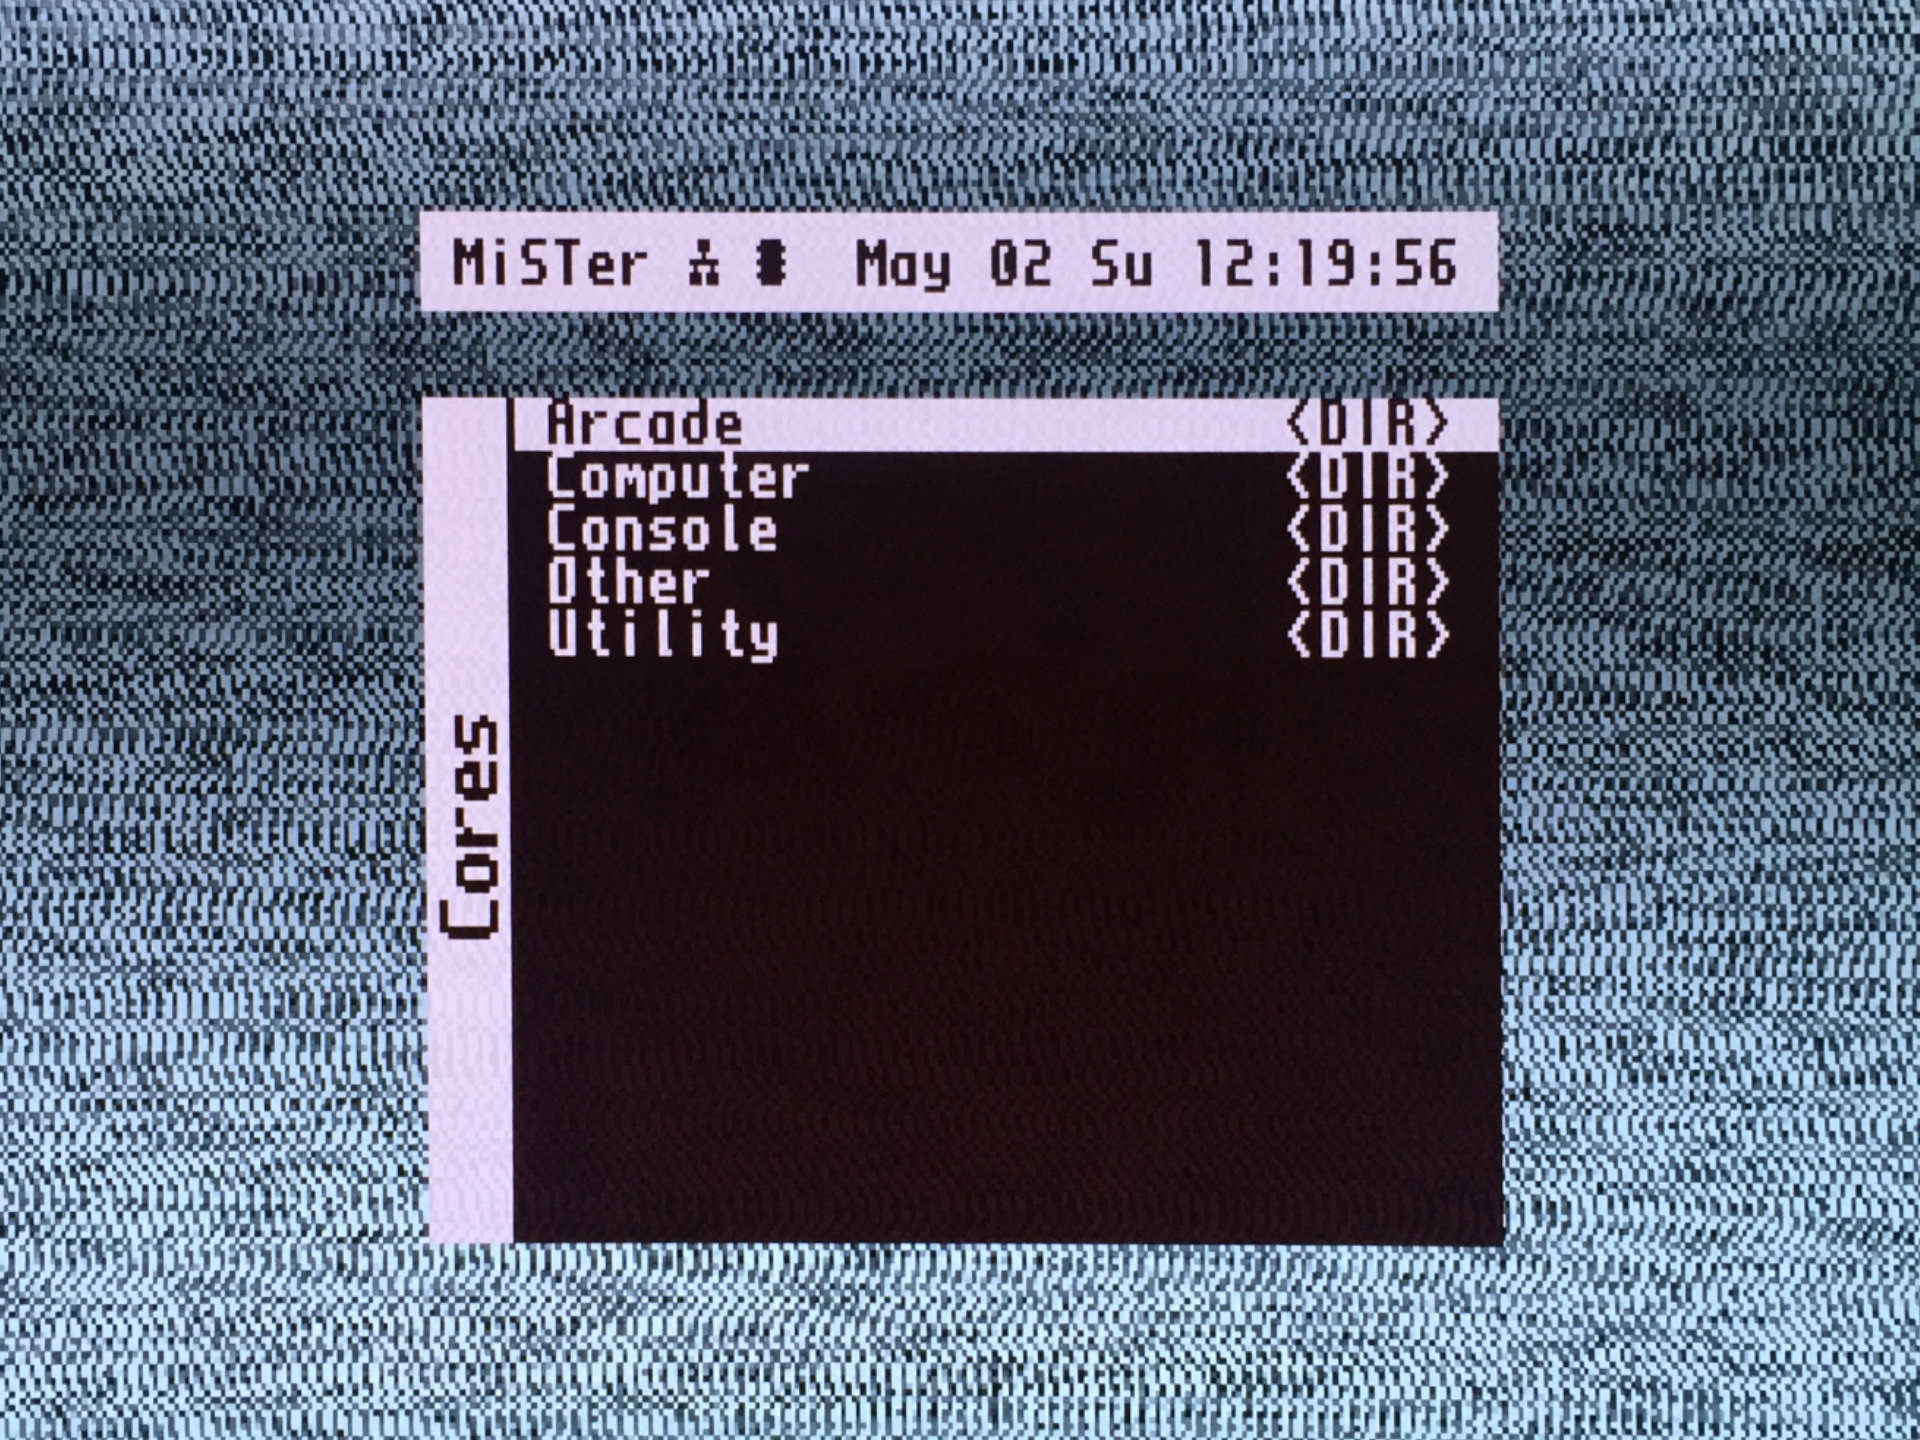 MiSTer May 02 Su 12:19:56
Arcade <DIR>
Computer <DIR>
Console <DIR>
Other <DIR>
Utility <DIR>
Cores